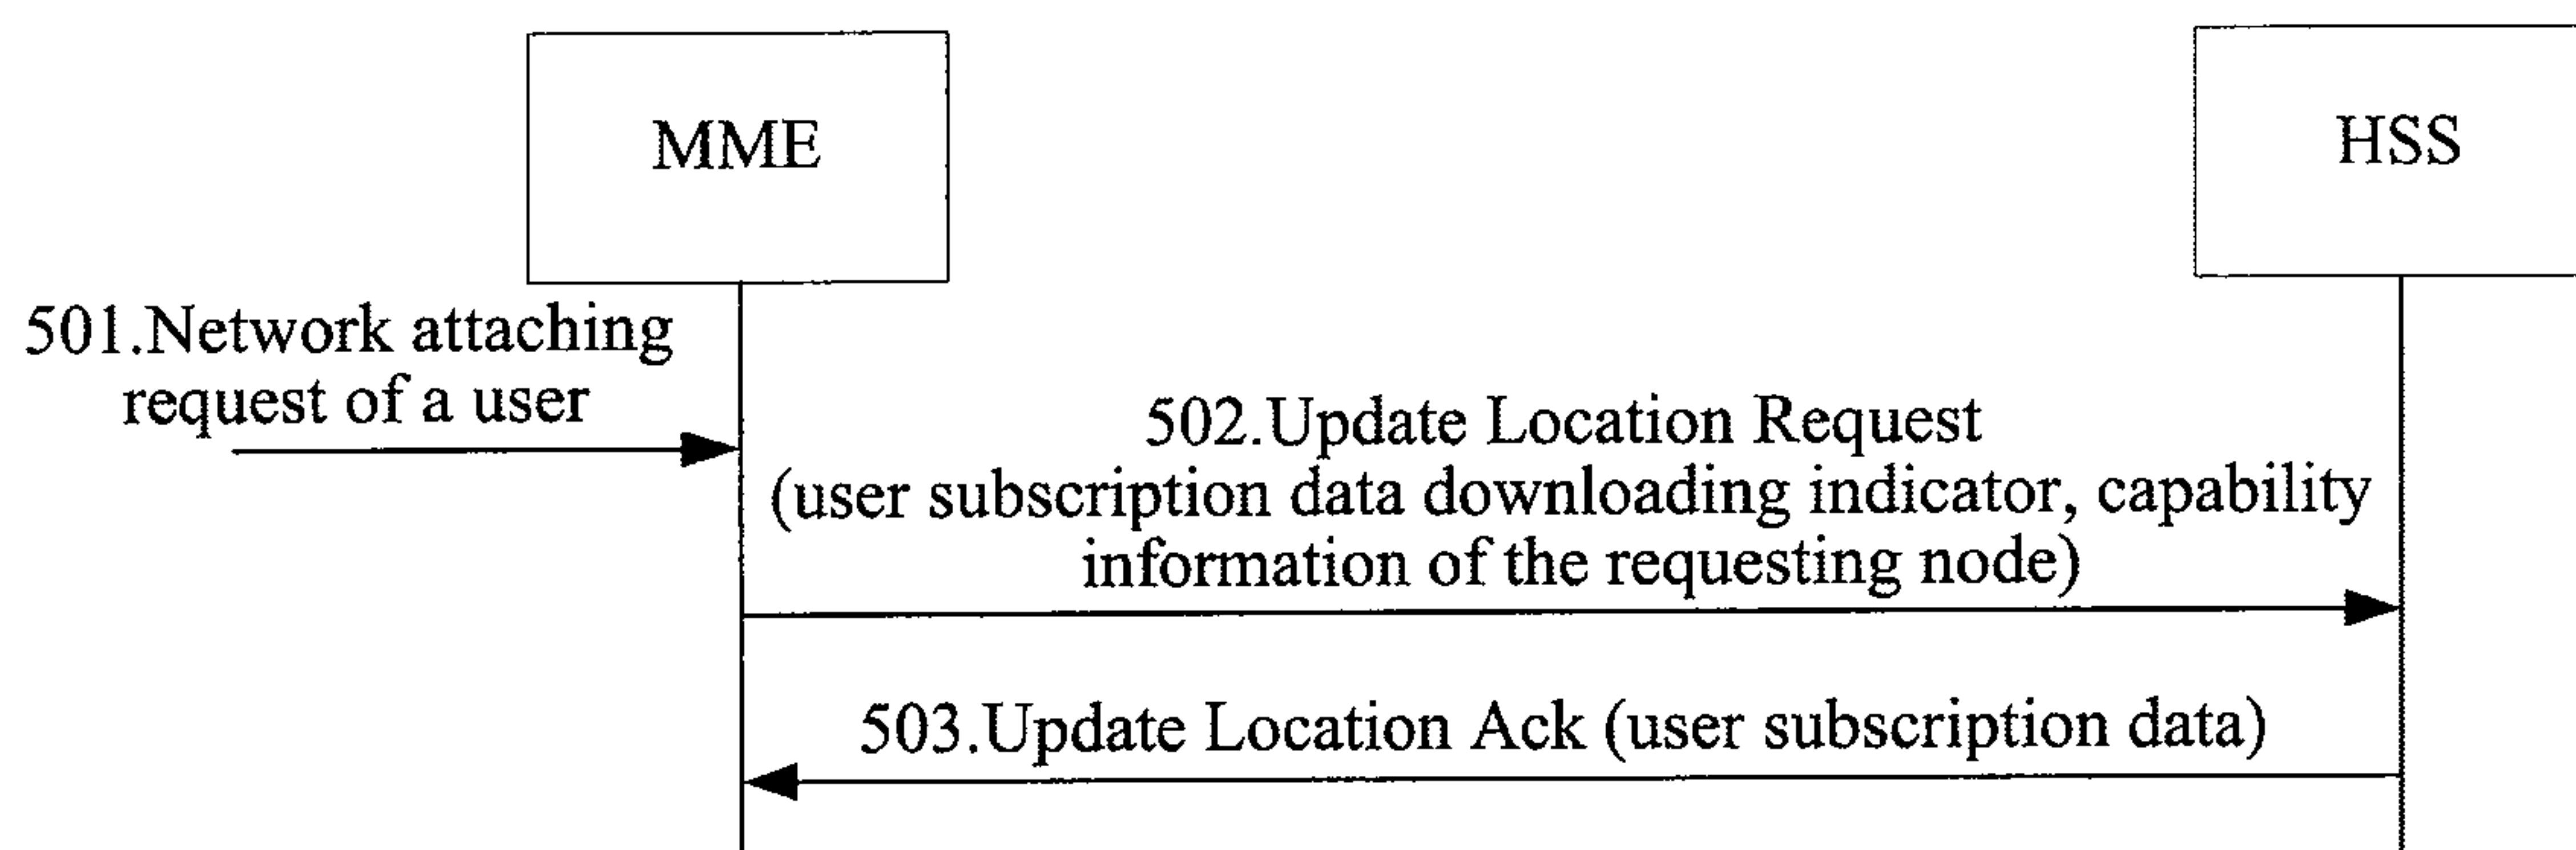 MME
HSS
501.Network attaching
request of a user
502.Update Location Request
(user subscription data downloading indicator, capability
information of the requesting node)
503.Update Location Ack (user subscription data)